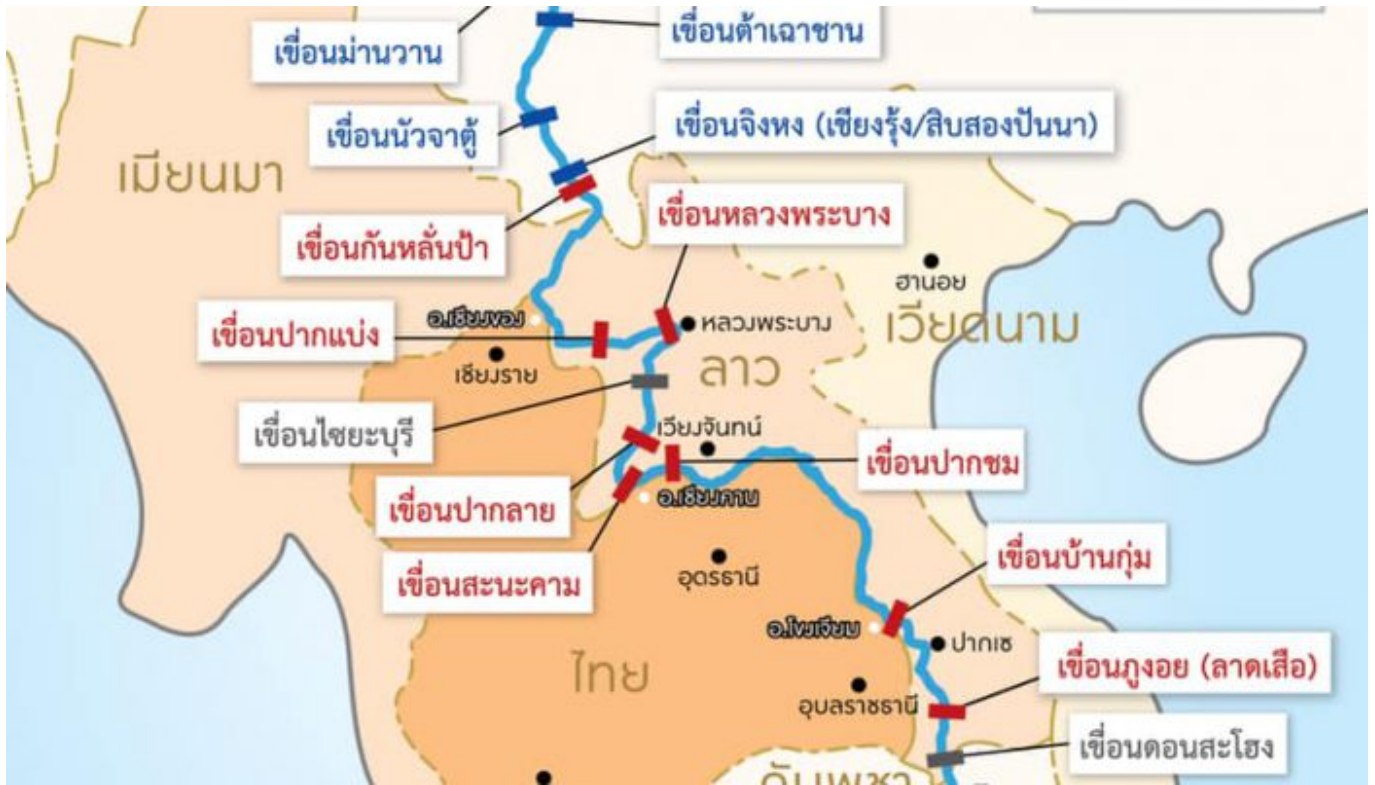 เขื่อนม่านวาน
เขื่อนต้าเฉาชาน
เขื่อนนัวจาตู้
เขื่อนจิงหง (เชียงรุ้ง/สิบสองปันนา)
เมียนมา
เขื่อนกันหลั่นป้า
เขื่อนหลวงพระบาง
ฮานอย
เวียดนาม
อ.เชียงของ
เขื่อนปากแบ่ง
หลวงพระบาง
เชียงราย
ลาว
เขื่อนไซยะบุรี
เวียงจันทน์
เขื่อนปากชม
เขื่อนปากลาย
อ.เชียงคาน
เขื่อนสะนะคาม
อุดรธานี
เขื่อนบ้านกุ่ม
อ.โขงเจียม
ปากเซ
ไทย
เขื่อนภูงอย (ลาดเสือ)
อุบลราชธานี
เขื่อนดอนสะโฮง
กัมพูชา